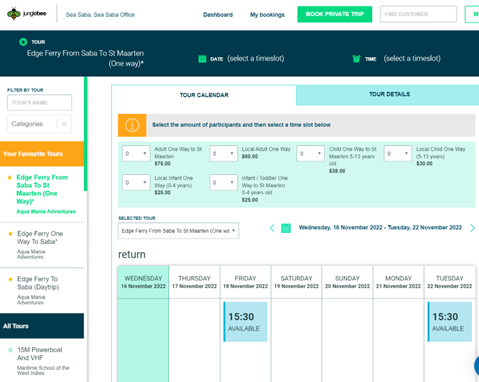 junglebee
Sea Saba, Sea Saba Office
Dashboard
My bookings
BOOK PRIVATE TRIP
FIND CUSTOMER
TOUR
Edge Ferry From Saba To St Maarten
(One way)*
DATE (select a timeslot)
TIME (select a timeslot)
FILTER BY TOUR
TOUR'S NAME
Categories
Your Favourite Tours
Edge Ferry From
Saba To St
Maarten (One
Way)*
Aqua Mania Adventures
Edge Ferry One
Way To Saba*
Aqua Mania
Adventures
Edge Ferry To
Saba (Daytrip)
Aqua Mania
Adventures
All Tours
15M Powerboat
And VHF
Maritime School of the
West Indies
TOUR CALENDAR
TOUR DETAILS
Select the amount of participants and then select a time slot below
0 Adult One Way to St
Maarten
$75.00
0 Local Adult One Way
$60.00
0 Child One Way to St
Maarten 5-13 years
old
$38.00
0 Local Child One Way
(5-13 years)
$30.00
0 Local Infant One
Way (0-4 years)
$25.00
0 Infant / Toddler One
Way to St Maarten
0-4 years old
$25.00
SELECTED TOUR
Edge Ferry From Saba To St Maarten (One wa
Wednesday, 16 November 2022 - Tuesday, 22 November 2022
return
WEDNESDAY
16 November 2022
THURSDAY
17 November 2022
FRIDAY
18 November 2022
SATURDAY
19 November 2022
SUNDAY
20 November 2022
MONDAY
21 November 2022
TUESDAY
22 November 2022
15:30
AVAILABLE
15:30
AVAILABLE